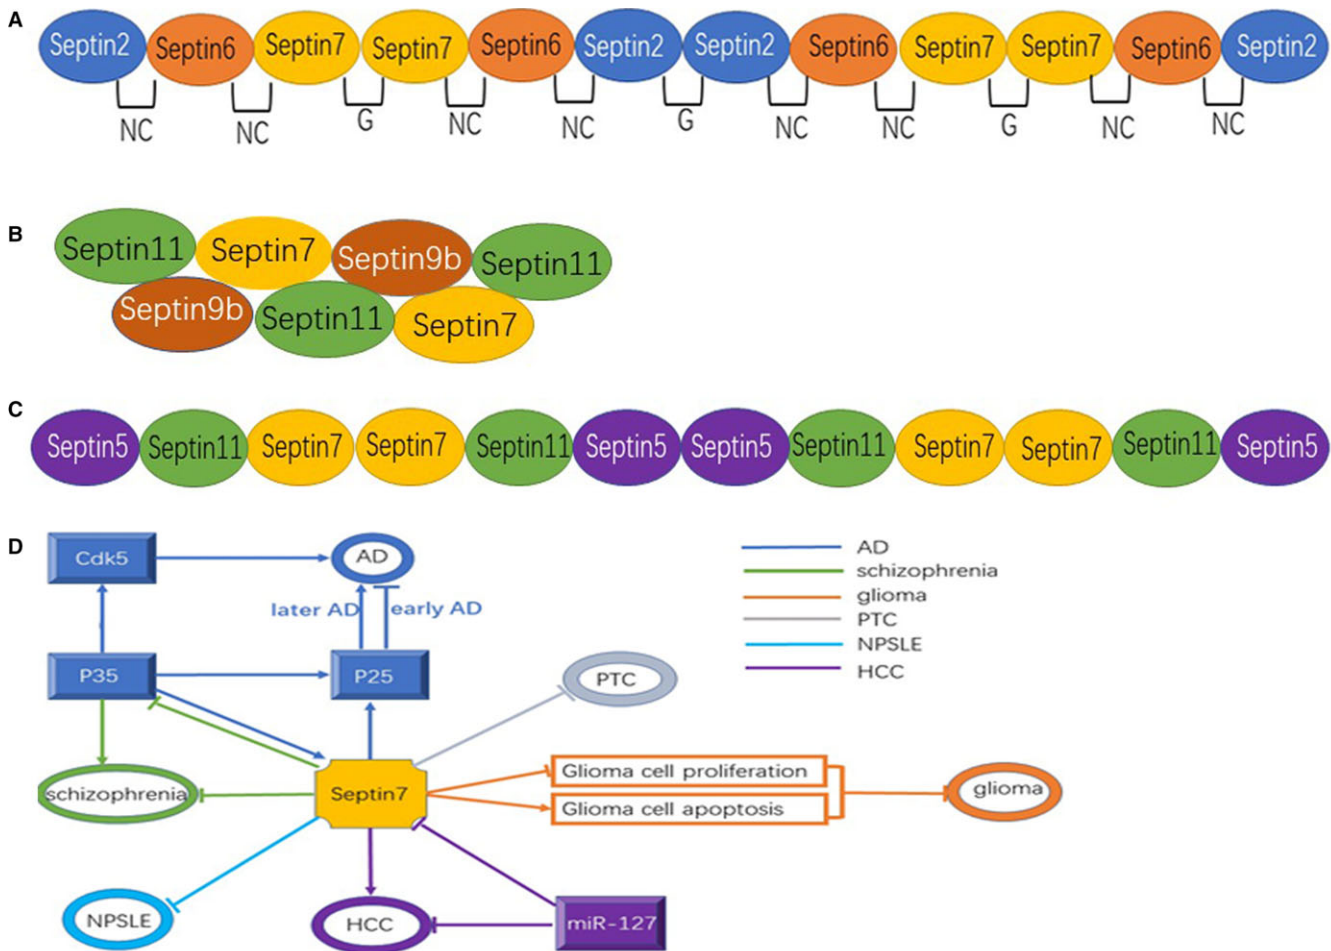 A
Septin2 Septin6 Septin7 Septin7 Septin6 Septin2 Septin2 Septin6 Septin7 Septin7 Septin6 Septin2
NC NC G NC NC G NC NC G NC NC
B
Septin11 Septin7 Septin9b Septin11
Septin9b Septin11 Septin7
C
Septin5 Septin11 Septin7 Septin7 Septin11 Septin5 Septin5 Septin11 Septin7 Septin7 Septin11 Septin5
D
Cdk5
AD
later AD
early AD
P35
P25
PTC
Septin7
schizophrenia
Glioma cell proliferation
Glioma cell apoptosis
glioma
NPSLE
HCC
miR-127
AD
schizophrenia
glioma
PTC
NPSLE
HCC